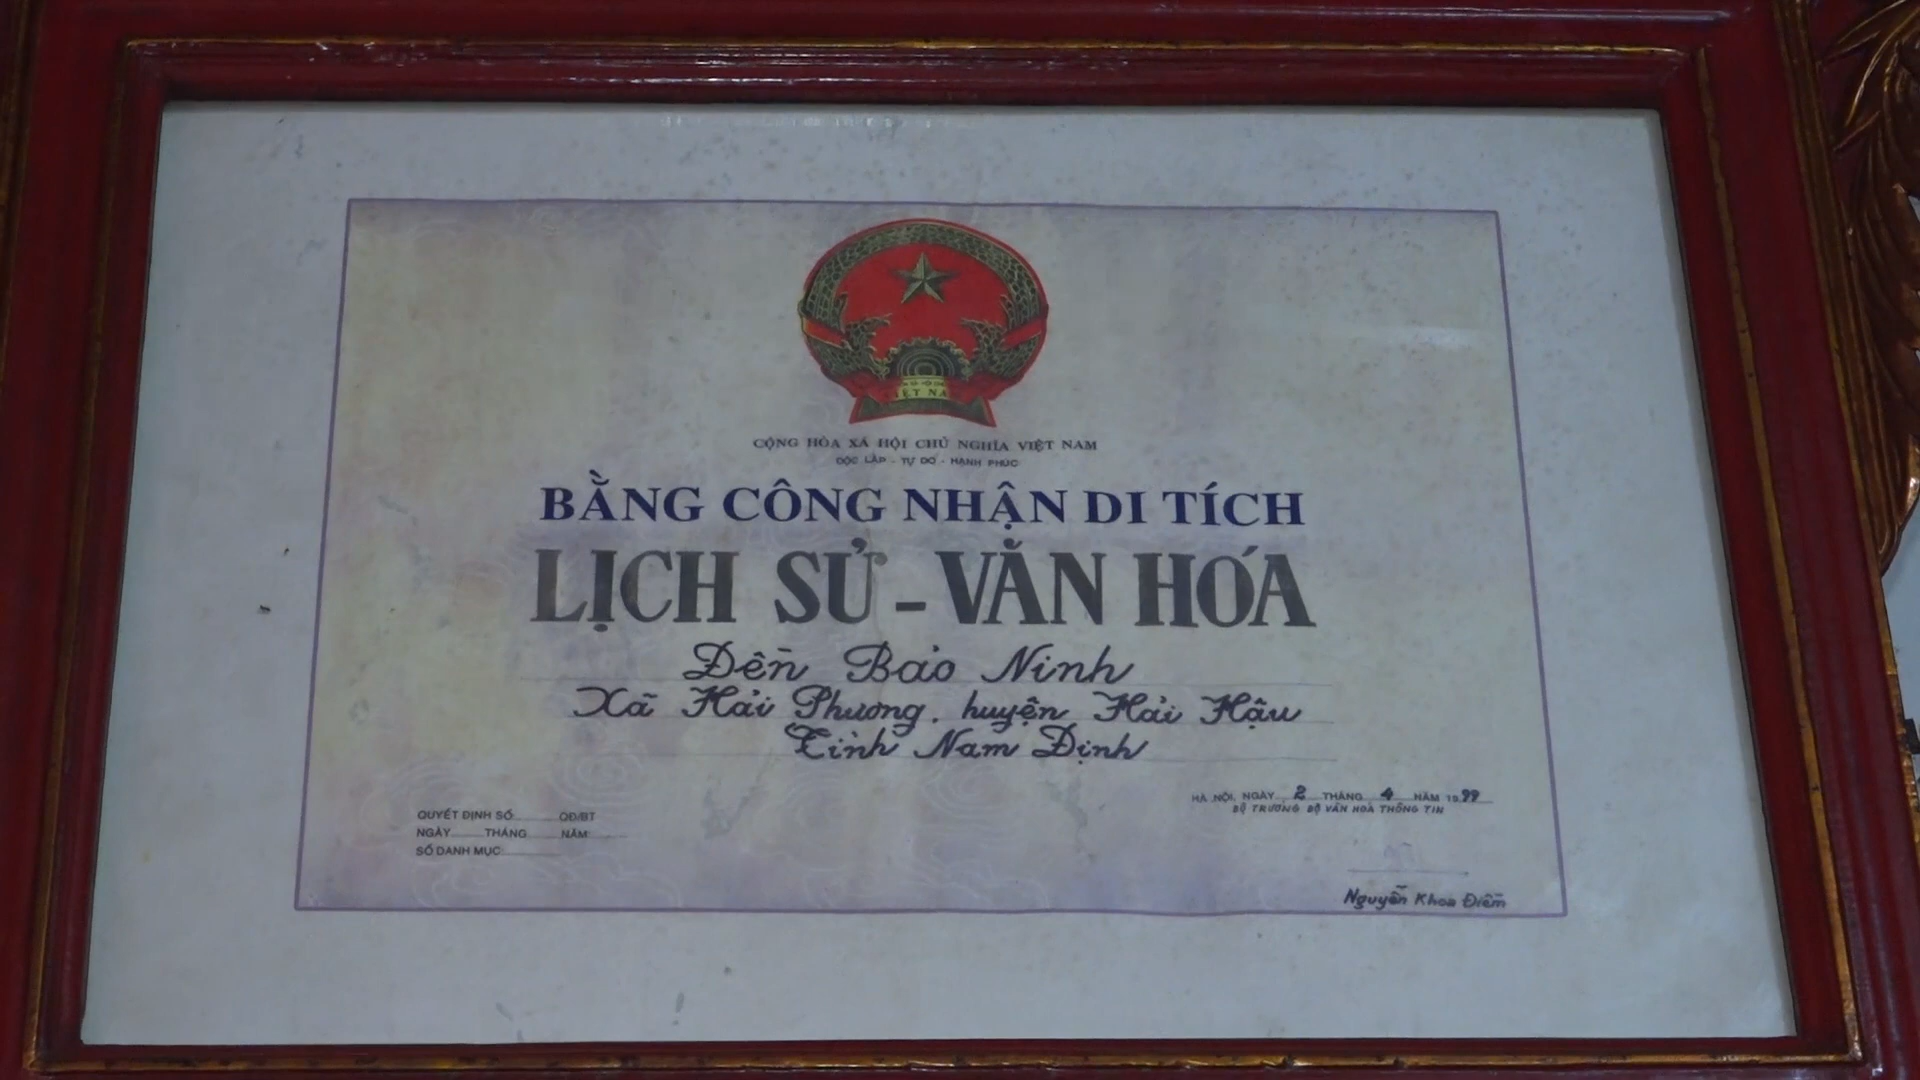 VIỆT NA
CỘNG HÒA XÃ HỘI CHỦ NGHĨA VIỆT NAM
ĐỘC LẬP - TỰ DO - HẠNH PHÚC
BẰNG CÔNG NHẬN DI TÍCH
LỊCH SỬ - VĂN HÓA
Đền Bảo Ninh
Xã Hải Phương, huyện Hải Hậu
Tỉnh Nam Định
HÀ NỘI, NGÀY 2 THÁNG 4 NĂM 1999
BỘ TRƯỞNG BỘ VĂN HOÁ THÔNG TIN
QUYẾT ĐỊNH SỐ QĐ/BT
NGÀY THÁNG NĂM
SỐ DANH MỤC:
Nguyễn Khoa Điềm